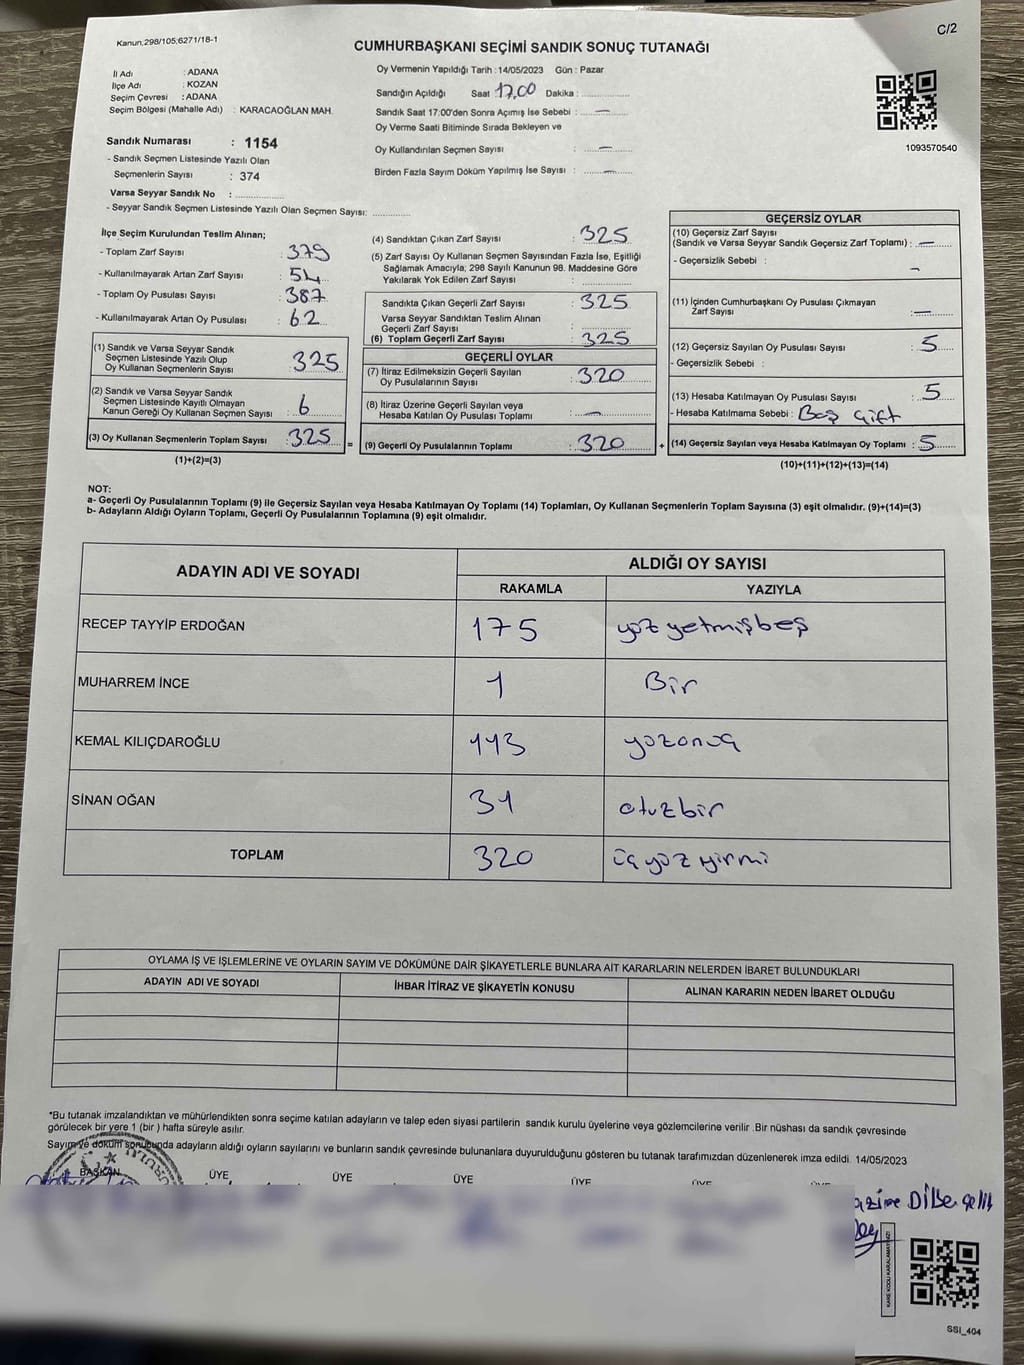 Kanun,298/105;6271/18-1
C/2
CUMHURBAŞKANI SEÇİMİ SANDIK SONUÇ TUTANAĞI
İl Adı : ADANA
İlçe Adı : KOZAN
Seçim Çevresi : ADANA
Seçim Bölgesi (Mahalle Adı) : KARACAOĞLAN MAH.
Sandık Numarası : 1154
- Sandık Seçmen Listesinde Yazılı Olan
Seçmenlerin Sayısı : 374
Varsa Seyyar Sandık No : ..............
- Seyyar Sandık Seçmen Listesinde Yazılı Olan Seçmen Sayısı: ............
Oy Vermenin Yapıldığı Tarih : 14/05/2023 Gün : Pazar
Sandığın Açıldığı Saat 17,00 Dakika : ..............
Sandık Saat 17:00'den Sonra Açımış İse Sebebi : —
Oy Verme Saati Bitiminde Sırada Bekleyen ve
Oy Kullandırılan Seçmen Sayısı : —
Birden Fazla Sayım Döküm Yapılmış İse Sayısı : —
1093570540
İlçe Seçim Kurulundan Teslim Alınan;
- Toplam Zarf Sayısı : 379
- Kullanılmayarak Artan Zarf Sayısı : 54
- Toplam Oy Pusulası Sayısı : 387
- Kullanılmayarak Artan Oy Pusulası : 62
(1) Sandık ve Varsa Seyyar Sandık
Seçmen Listesinde Yazılı Olup
Oy Kullanan Seçmenlerin Sayısı : 325
(2) Sandık ve Varsa Seyyar Sandık
Seçmen Listesinde Kayıtlı Olmayan
Kanun Gereği Oy Kullanan Seçmen Sayısı : 6
(3) Oy Kullanan Seçmenlerin Toplam Sayısı : 325 =
(1)+(2)=(3)
(4) Sandıktan Çıkan Zarf Sayısı : 325
(5) Zarf Sayısı Oy Kullanan Seçmen Sayısından Fazla İse, Eşitliği
Sağlamak Amacıyla; 298 Sayılı Kanunun 98. Maddesine Göre
Yakılarak Yok Edilen Zarf Sayısı : ..............
Sandıkta Çıkan Geçerli Zarf Sayısı : 325
Varsa Seyyar Sandıktan Teslim Alınan
Geçerli Zarf Sayısı : ..............
(6) Toplam Geçerli Zarf Sayısı : 325
GEÇERLİ OYLAR
(7) İtiraz Edilmeksizin Geçerli Sayılan
Oy Pusulalarının Sayısı : 320
(8) İtiraz Üzerine Geçerli Sayılan veya
Hesaba Katılan Oy Pusulası Toplamı : —
(9) Geçerli Oy Pusulalarının Toplamı : 320 +
GEÇERSİZ OYLAR
(10) Geçersiz Zarf Sayısı
(Sandık ve Varsa Seyyar Sandık Geçersiz Zarf Toplamı) : —
- Geçersizlik Sebebi : —
(11) İçinden Cumhurbaşkanı Oy Pusulası Çıkmayan
Zarf Sayısı : —
(12) Geçersiz Sayılan Oy Pusulası Sayısı : 5
- Geçersizlik Sebebi :
(13) Hesaba Katılmayan Oy Pusulası Sayısı : 5
- Hesaba Katılmama Sebebi : Boş Çift
(14) Geçersiz Sayılan veya Hesaba Katılmayan Oy Toplamı : 5
(10)+(11)+(12)+(13)=(14)
NOT:
a- Geçerli Oy Pusulalarının Toplamı (9) ile Geçersiz Sayılan veya Hesaba Katılmayan Oy Toplamı (14) Toplamları, Oy Kullanan Seçmenlerin Toplam Sayısına (3) eşit olmalıdır. (9)+(14)=(3)
b- Adayların Aldığı Oyların Toplamı, Geçerli Oy Pusulalarının Toplamına (9) eşit olmalıdır.
ADAYIN ADI VE SOYADI ALDIĞI OY SAYISI
RAKAMLA YAZIYLA
RECEP TAYYİP ERDOĞAN 175 yüz yetmişbeş
MUHARREM İNCE 1 Bir
KEMAL KILIÇDAROĞLU 113 yüzonüç
SİNAN OĞAN 31 otuzbir
TOPLAM 320 üçyüz yirmi
OYLAMA İŞ VE İŞLEMLERİNE VE OYLARIN SAYIM VE DÖKÜMÜNE DAİR ŞİKAYETLERLE BUNLARA AİT KARARLARIN NELERDEN İBARET BULUNDUKLARI
ADAYIN ADI VE SOYADI İHBAR İTİRAZ VE ŞİKAYETİN KONUSU ALINAN KARARIN NEDEN İBARET OLDUĞU
*Bu tutanak imzalandıktan ve mühürlendikten sonra seçime katılan adayların ve talep eden siyasi partilerin sandık kurulu üyelerine veya gözlemcilerine verilir .Bir nüshası da sandık çevresinde
görülecek bir yere 1 (bir ) hafta süreyle asılır.
Sayım ve döküm sonucunda adayların aldığı oyların sayılarını ve bunların sandık çevresinde bulunanlara duyurulduğunu gösteren bu tutanak tarafımızdan düzenlenerek imza edildi. 14/05/2023
BAŞKAN ÜYE ÜYE ÜYE ÜYE ÜYE ÜYE
SSİ_404